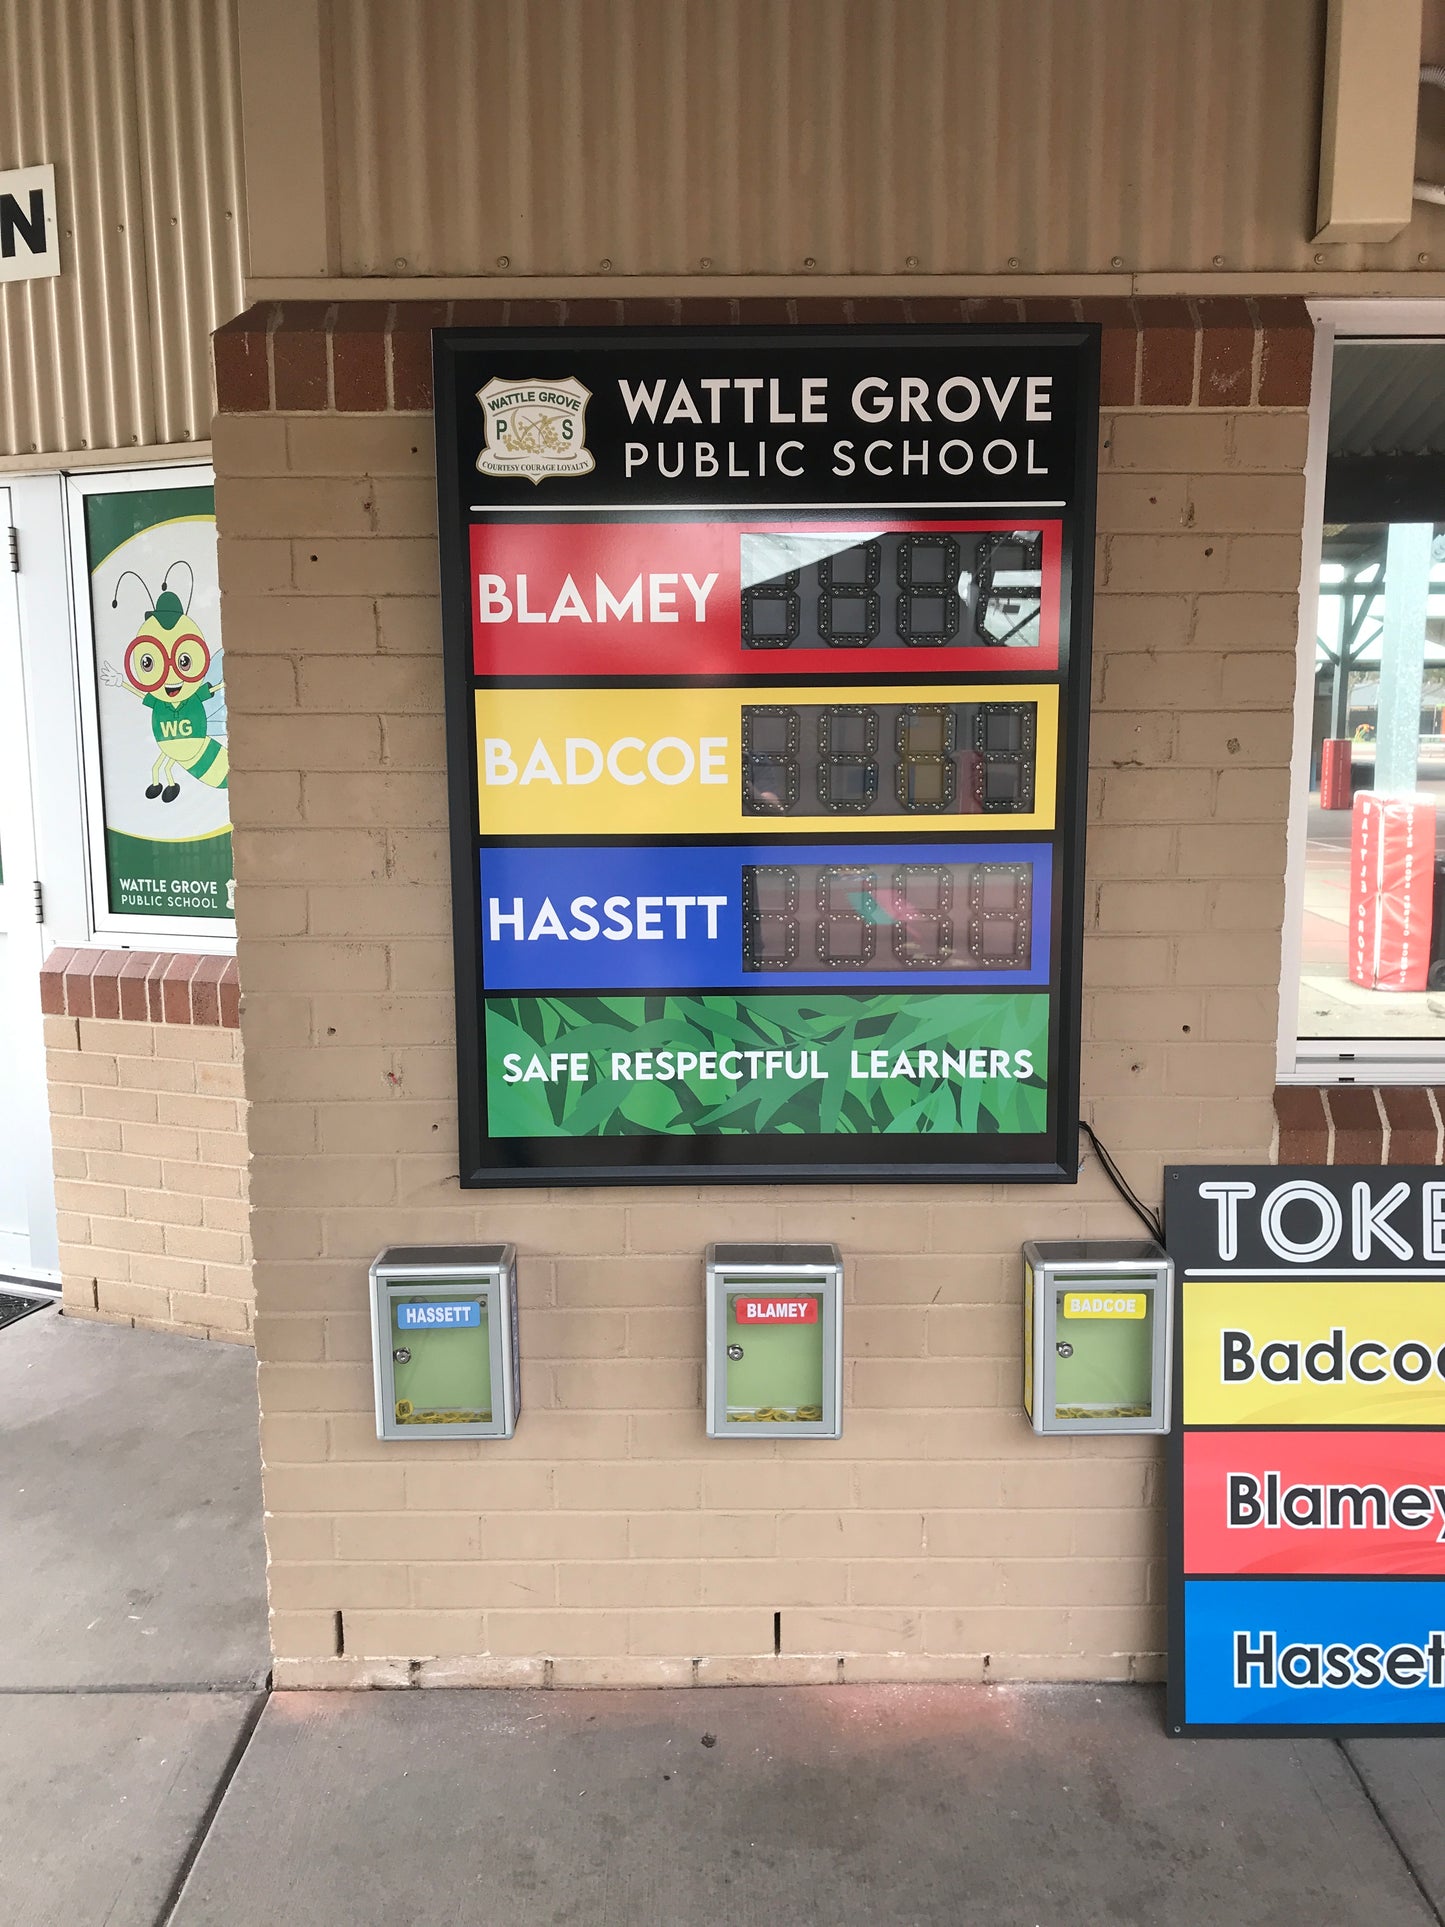 N
WATTLE GROVE
P S
COURTESY COURAGE LOYALTY
WATTLE GROVE
PUBLIC SCHOOL
BLAMEY
BADCOE
HASSETT
SAFE RESPECTFUL LEARNERS
WG
WATTLE GROVE
PUBLIC SCHOOL
HASSETT
BLAMEY
BADCOE
TOKE
Badcoe
Blamey
Hasset